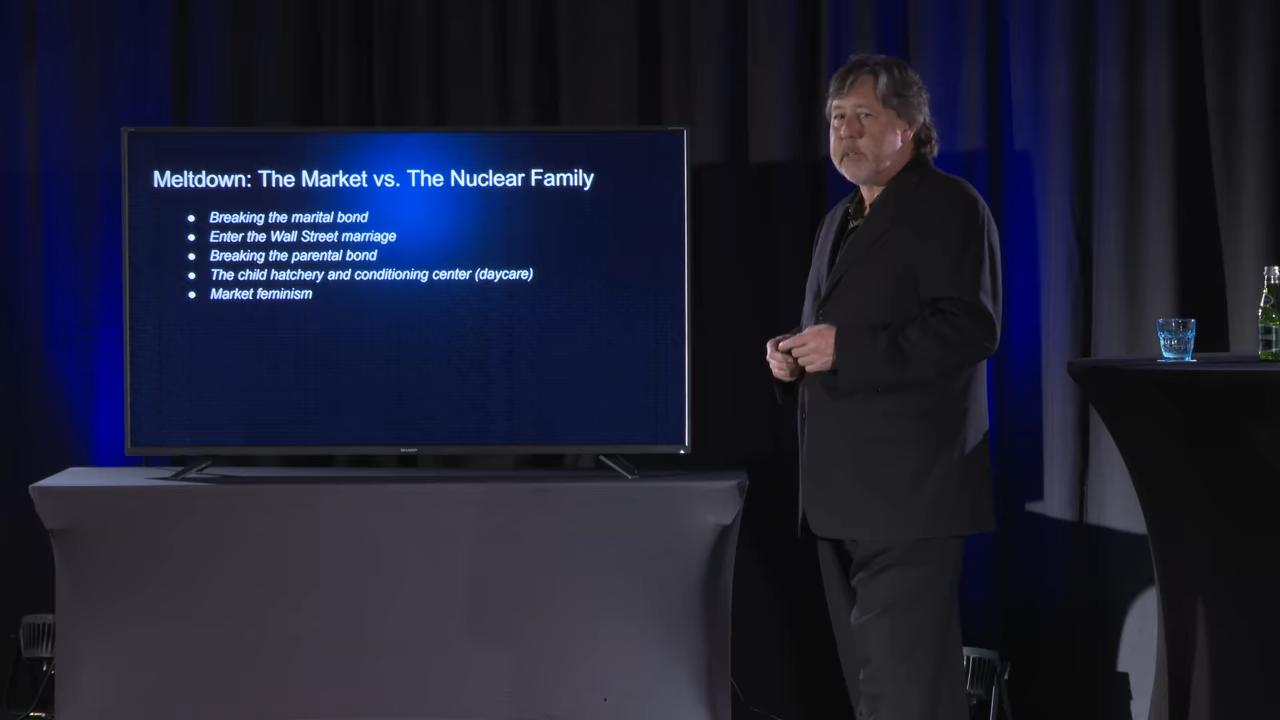 Meltdown: The Market vs. The Nuclear Family
● Breaking the marital bond
● Enter the Wall Street marriage
● Breaking the parental bond
● The child hatchery and conditioning center (daycare)
● Market feminism
SHARP